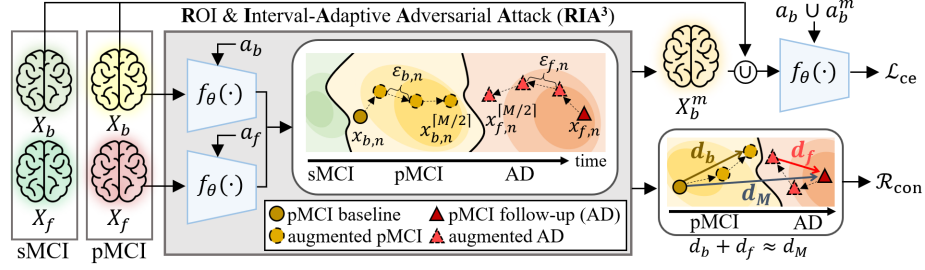 ROI & Interval-Adaptive Adversarial Attack (RIA³)
a_b ∪ a_b^m
X_b
X_b
X_f
X_f
sMCI
pMCI
a_b
f_θ(·)
a_f
f_θ(·)
ε_{b,n}
ε_{f,n}
x_{b,n}
x_{b,n}^{⌈M/2⌉}
x_{f,n}^{⌈M/2⌉}
x_{f,n}
time
sMCI
pMCI
AD
pMCI baseline
pMCI follow-up (AD)
augmented pMCI
augmented AD
X_b^m
∪
f_θ(·)
ℒ_ce
d_b
d_f
d_M
pMCI
AD
ℛ_con
d_b + d_f ≈ d_M